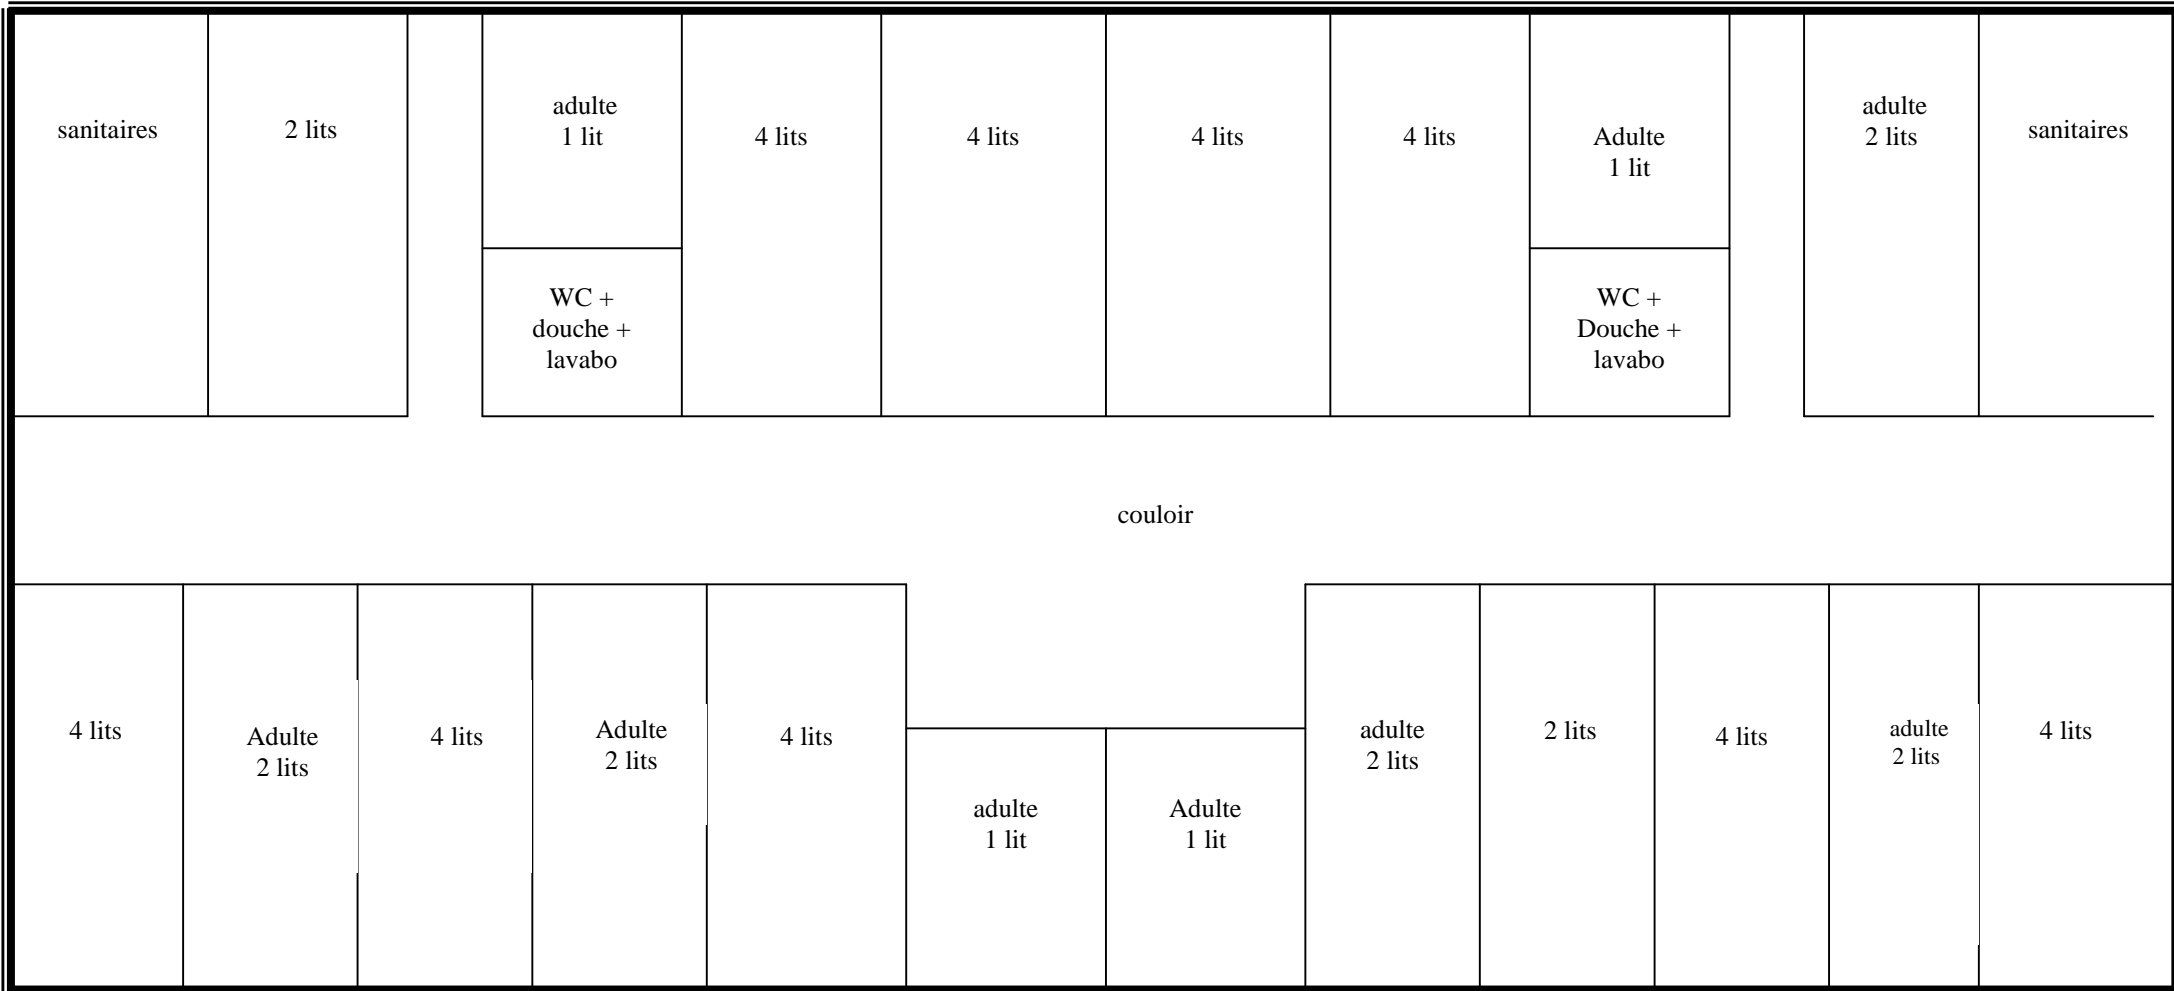 sanitaires
2 lits
adulte
1 lit
4 lits
4 lits
4 lits
4 lits
Adulte
1 lit
adulte
2 lits
sanitaires
WC +
douche +
lavabo
WC +
Douche +
lavabo
couloir
4 lits
Adulte
2 lits
4 lits
Adulte
2 lits
4 lits
adulte
1 lit
Adulte
1 lit
adulte
2 lits
2 lits
4 lits
adulte
2 lits
4 lits